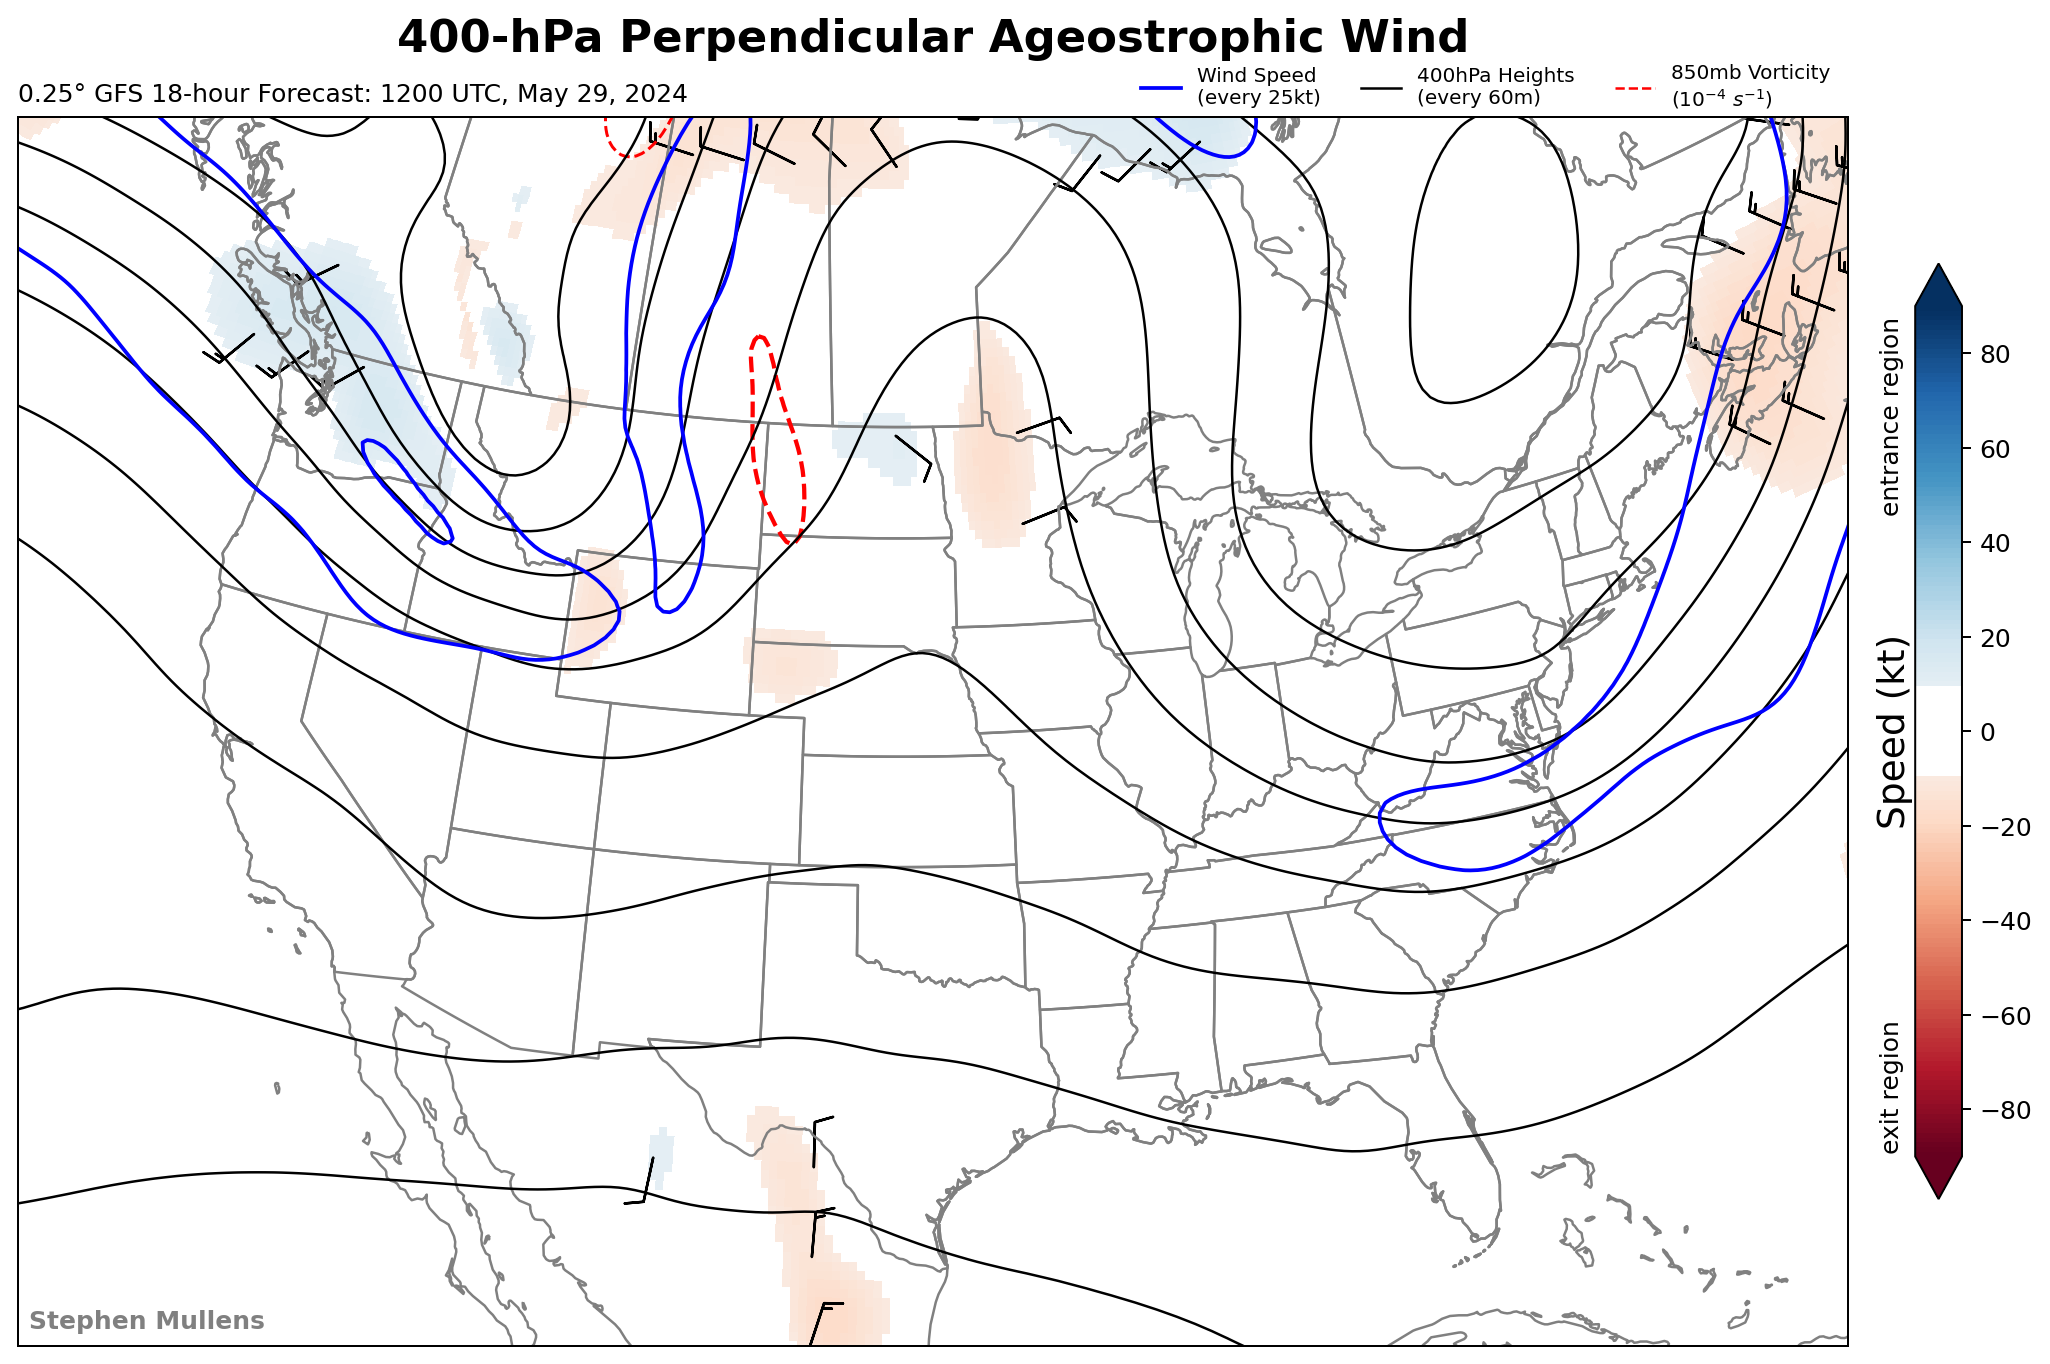 400-hPa Perpendicular Ageostrophic Wind
0.25° GFS 18-hour Forecast: 1200 UTC, May 29, 2024
Wind Speed
(every 25kt)
400hPa Heights
(every 60m)
850mb Vorticity
(10⁻⁴ s⁻¹)
entrance region
Speed (kt)
exit region
80
60
40
20
0
−20
−40
−60
−80
Stephen Mullens